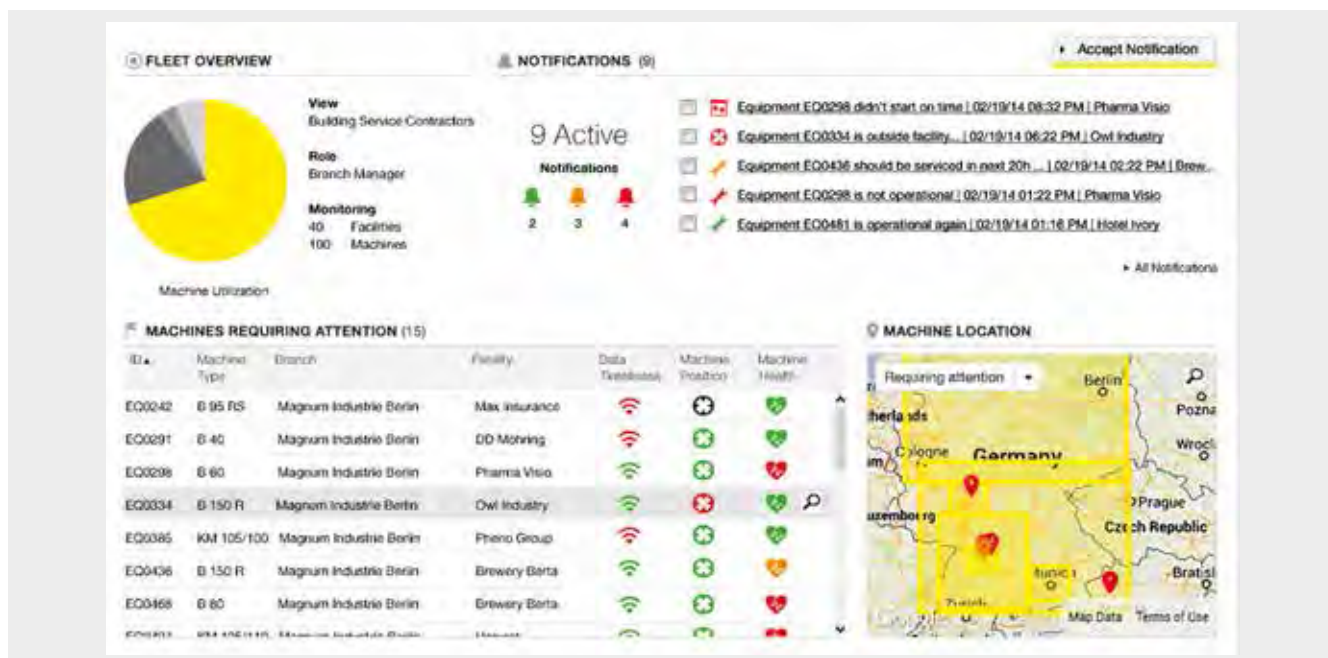 FLEET OVERVIEW
View
Building Service Contractors
Role
Branch Manager
Monitoring
40 Facilities
100 Machines
Machine Utilization
NOTIFICATIONS (9)
Accept Notification
9 Active
Notifications
2 3 4
Equipment EQ0298 didn't start on time | 02/19/14 08:32 PM | Pharma Visio
Equipment EQ0334 is outside facility... | 02/19/14 06:22 PM | Owl Industry
Equipment EQ0436 should be serviced in next 20h ... | 02/19/14 02:22 PM | Brew..
Equipment EQ0298 is not operational | 02/19/14 01:22 PM | Pharma Visio
Equipment EQ0481 is operational again | 02/19/14 01:16 PM | Hotel Ivory
All Notifications
MACHINES REQUIRING ATTENTION (15)
ID Machine Type Branch Facility Data Timeliness Machine Position Machine Health
EQ0242 B 95 RS Magnum Industrie Berlin Max Insurance
EQ0291 B 40 Magnum Industrie Berlin DD Mohring
EQ0298 B 60 Magnum Industrie Berlin Pharma Visio
EQ0334 B 150 R Magnum Industrie Berlin Owl Industry
EQ0385 KM 105/100 Magnum Industrie Berlin Pheno Group
EQ0436 B 150 R Magnum Industrie Berlin Brewery Berta
EQ0468 B 80 Magnum Industrie Berlin Brewery Berta
MACHINE LOCATION
Requiring attention
Berlin
Pozna
herla ds
Wrocł
Cologne
Germany
Prague
uxembourg
Czech Republic
Munich
Bratisl
Zurich
Map Data Terms of Use